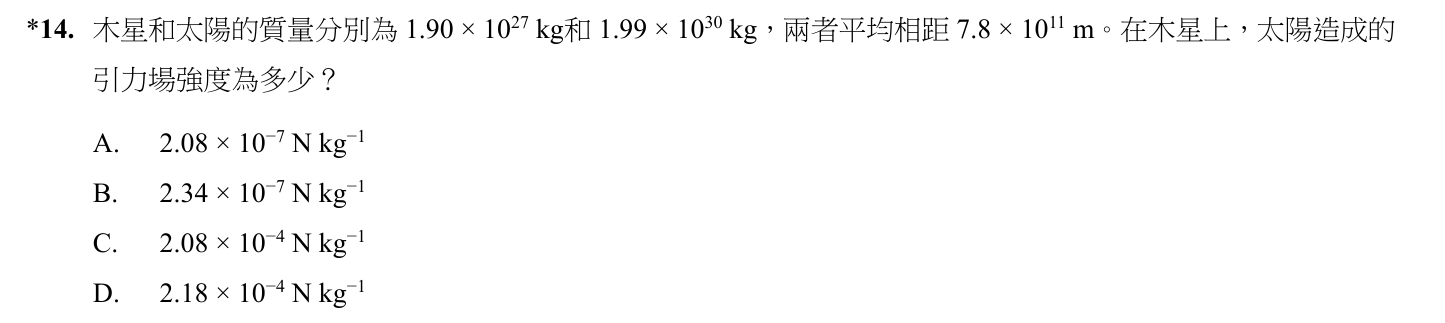 *14. 木星和太陽的質量分別為 1.90 × 10²⁷ kg和 1.99 × 10³⁰ kg，兩者平均相距 7.8 × 10¹¹ m。在木星上，太陽造成的
引力場強度為多少？
A. 2.08 × 10⁻⁷ N kg⁻¹
B. 2.34 × 10⁻⁷ N kg⁻¹
C. 2.08 × 10⁻⁴ N kg⁻¹
D. 2.18 × 10⁻⁴ N kg⁻¹